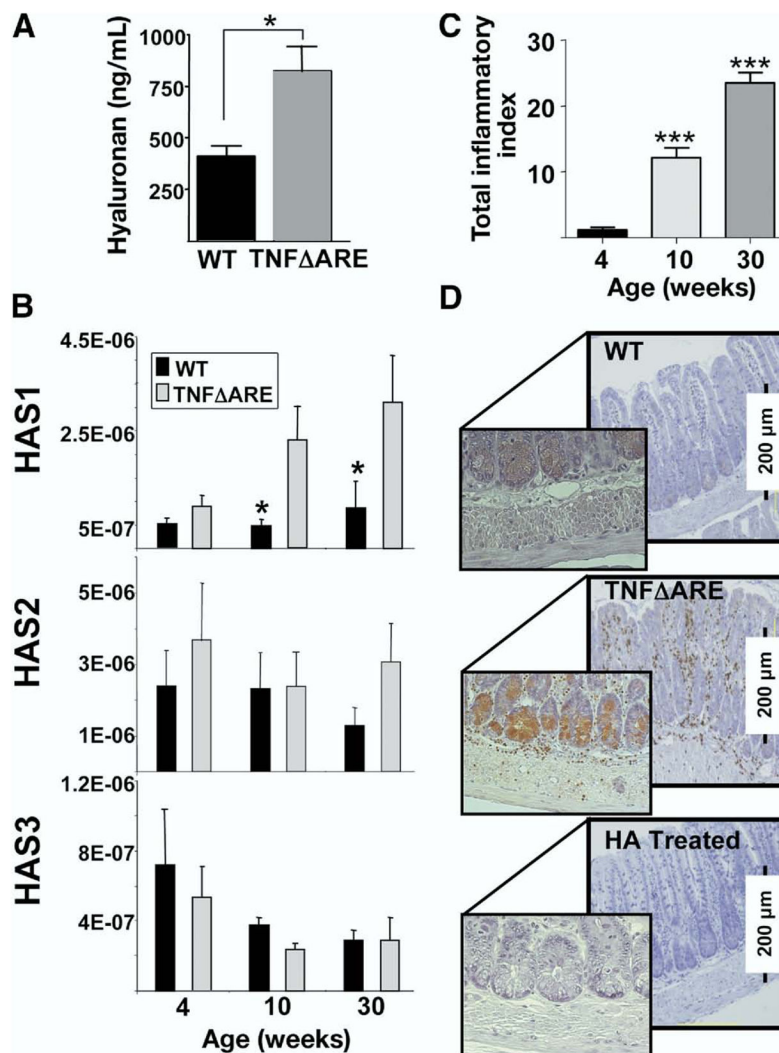 A
Hyaluronan (ng/mL)
1000
750
500
250
*
WT TNFΔARE
C
Total inflammatory
index
30
20
10
***
***
4 10 30
Age (weeks)
B
HAS1
4.5E-06
2.5E-06
5E-07
WT
TNFΔARE
*
*
HAS2
5E-06
3E-06
1E-06
HAS3
1.2E-06
8E-07
4E-07
4 10 30
Age (weeks)
D
WT
200 µm
TNFΔARE
200 µm
HA Treated
200 µm